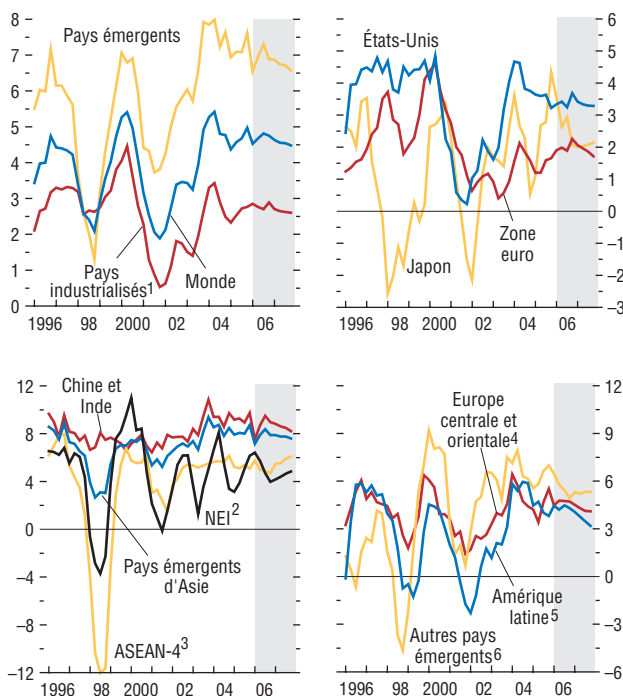 8
7
6
5
4
3
2
1
0
Pays émergents
Pays
industrialisés1
Monde
1996 98 2000 02 04 06
6
5
4
3
2
1
0
−1
−2
−3
États-Unis
Japon
Zone
euro
1996 98 2000 02 04 06
12
8
4
0
−4
−8
−12
Chine et
Inde
NEI2
Pays émergents
d'Asie
ASEAN-43
1996 98 2000 02 04 06
12
9
6
3
0
−3
−6
Europe
centrale et
orientale4
Amérique
latine5
Autres pays
émergents6
1996 98 2000 02 04 06